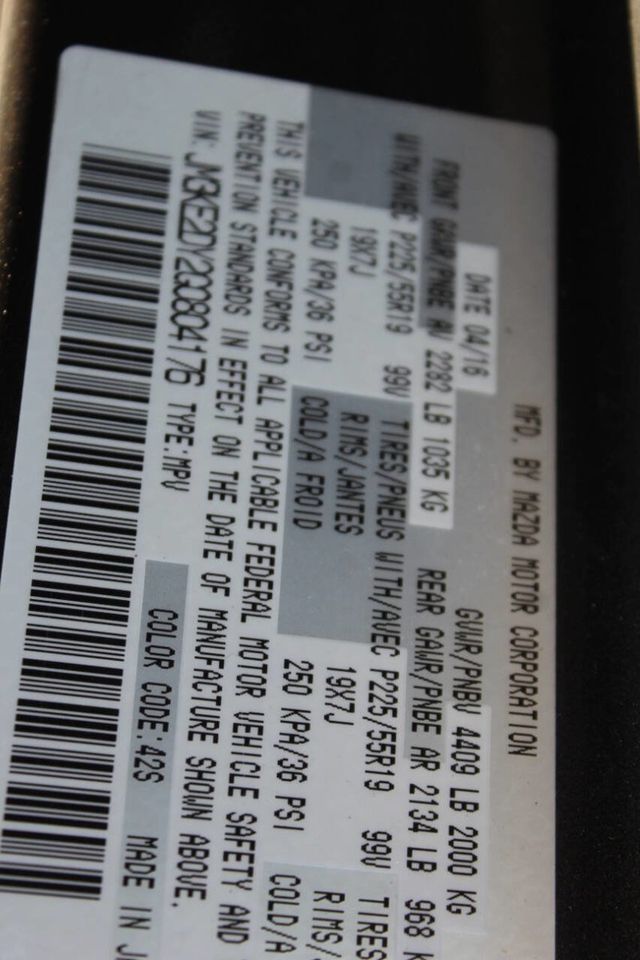 MFD. BY MAZDA MOTOR CORPORATION
DATE 04/16 GVWR/PNBV 4409 LB 2000 KG
FRONT GAWR/PNBE AV 2282 LB 1035 KG REAR GAWR/PNBE AR 2134 LB 968 K
WITH/AVEC P225/55R19 99V TIRES/PNEUS WITH/AVEC P225/55R19 99V TIRES
19X7J RIMS/JANTES 19X7J RIMS/
250 KPA/36 PSI COLD/A FROID 250 KPA/36 PSI COLD/A
THIS VEHICLE CONFORMS TO ALL APPLICABLE FEDERAL MOTOR VEHICLE SAFETY AND
PREVENTION STANDARDS IN EFFECT ON THE DATE OF MANUFACTURE SHOWN ABOVE.
VIN: JM3KE2DY2G0804176 TYPE:MPV
COLOR CODE:42S MADE IN